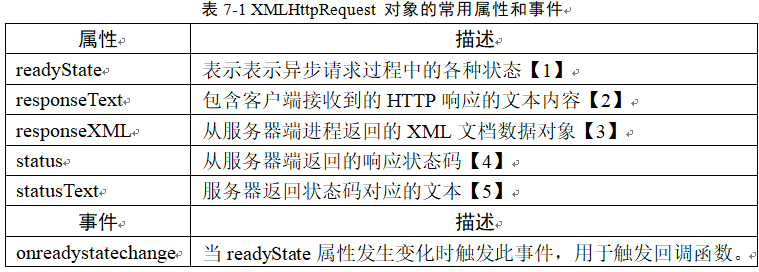 表 7-1 XMLHttpRequest 对象的常用属性和事件
属性 描述
readyState 表示表示异步请求过程中的各种状态【1】
responseText 包含客户端接收到的 HTTP 响应的文本内容【2】
responseXML 从服务器端进程返回的 XML 文档数据对象【3】
status 从服务器端返回的响应状态码【4】
statusText 服务器返回状态码对应的文本【5】
事件 描述
onreadystatechange 当 readyState 属性发生变化时触发此事件，用于触发回调函数。